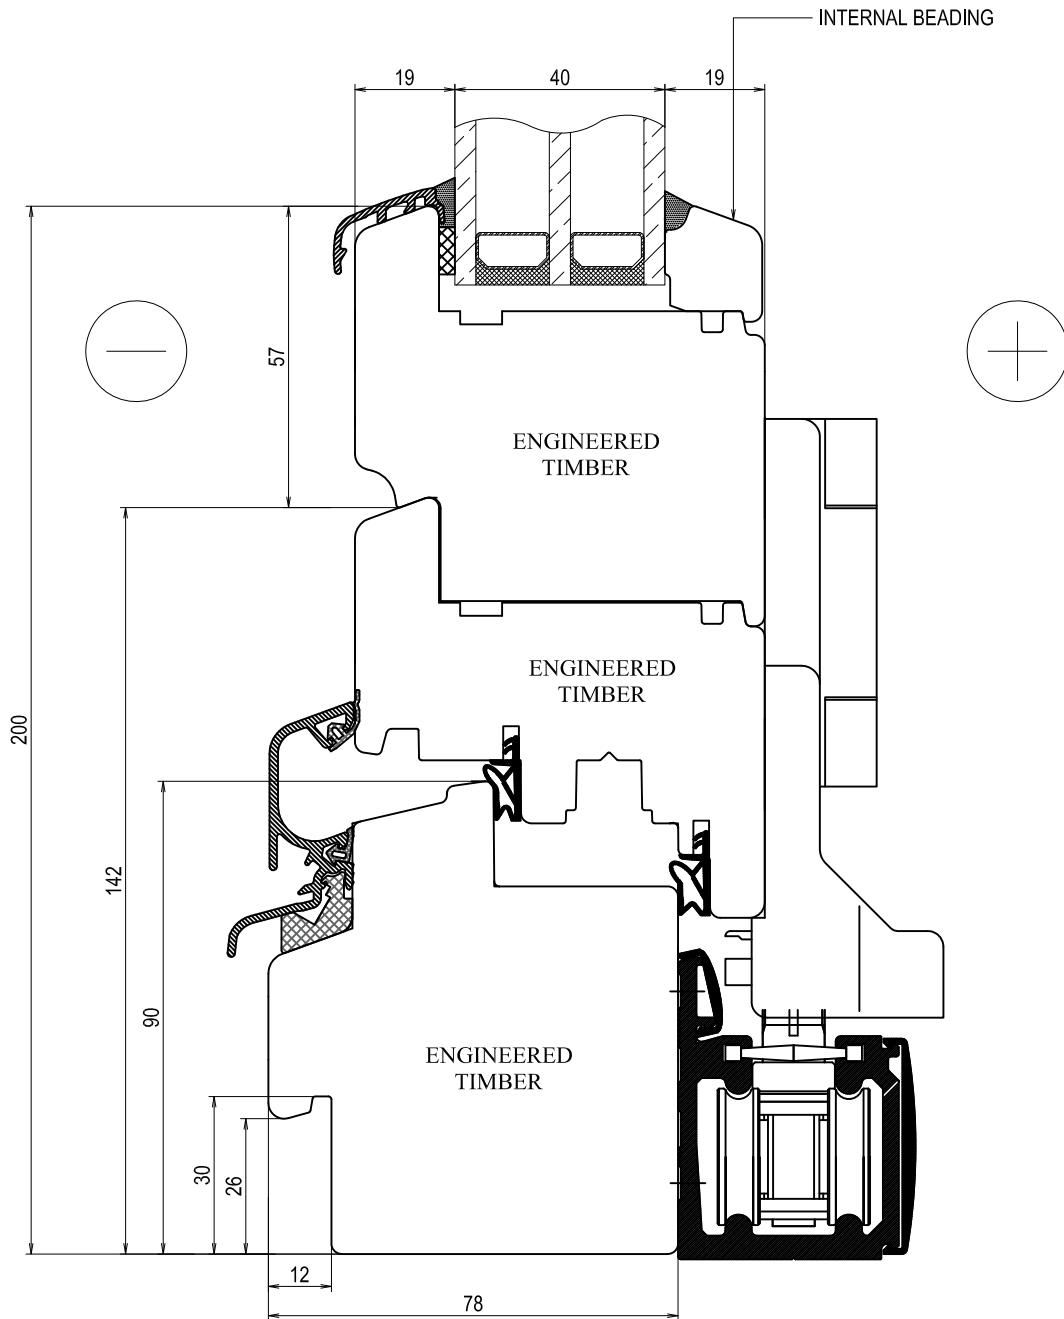 INTERNAL BEADING
19
40
19
57
ENGINEERED
TIMBER
ENGINEERED
TIMBER
200
142
90
ENGINEERED
TIMBER
30
26
12
78